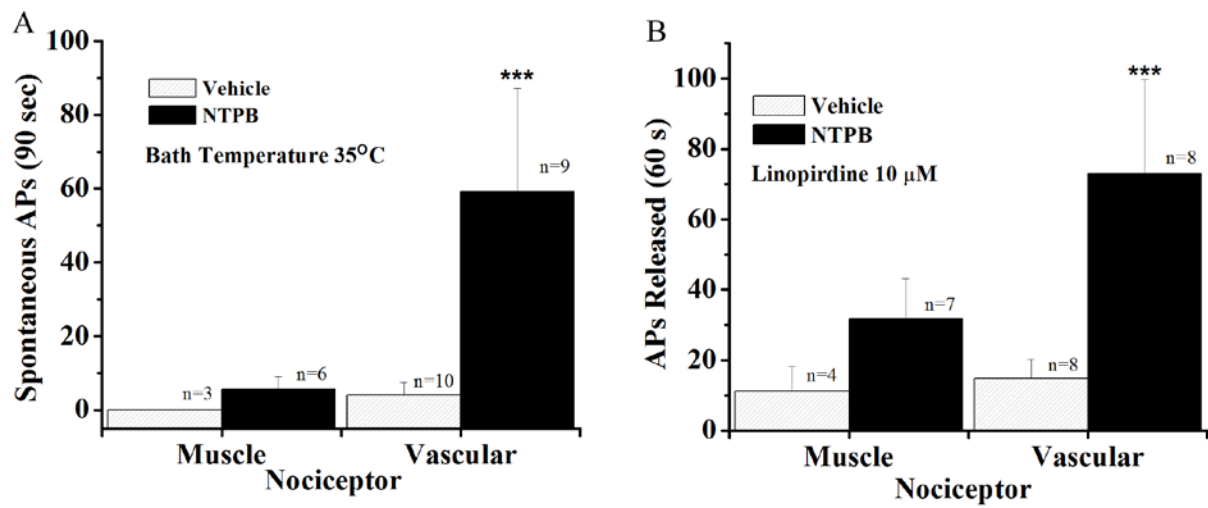 A
Spontaneous APs (90 sec)
100
80
60
40
20
0
Vehicle
NTPB
Bath Temperature 35°C
***
n=3
n=6
n=10
n=9
Muscle Vascular
Nociceptor
B
APs Released (60 s)
100
80
60
40
20
0
Vehicle
NTPB
Linopirdine 10 µM
***
n=4
n=7
n=8
n=8
Muscle Vascular
Nociceptor